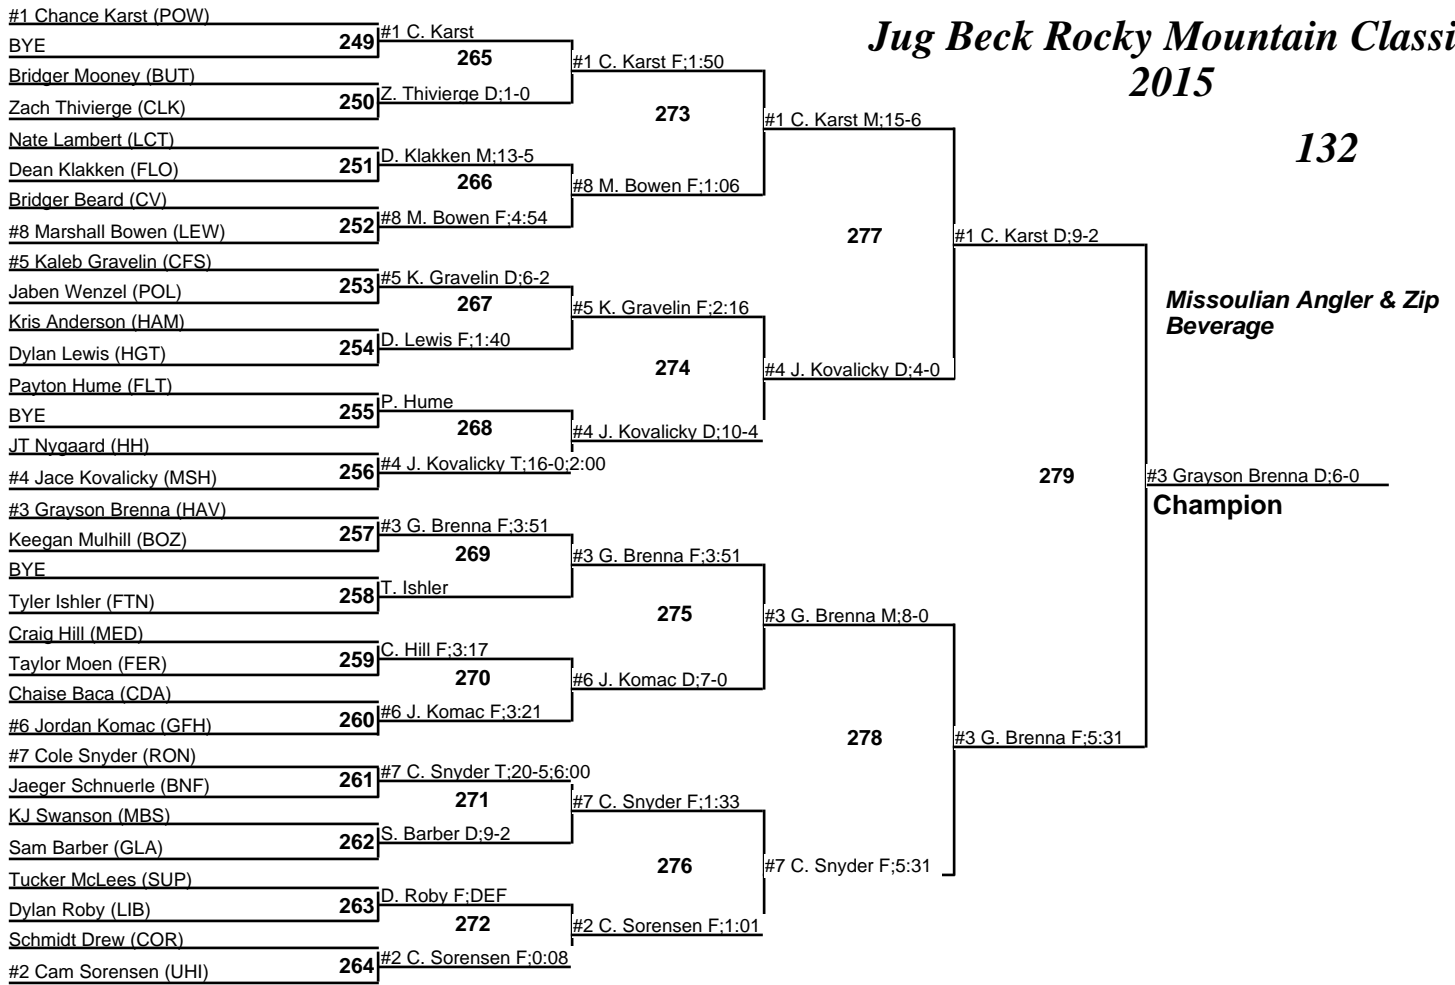 Jug Beck Rocky Mountain Classi
2015
132
#1 Chance Karst (POW)
BYE
249
Bridger Mooney (BUT)
Zach Thivierge (CLK)
250
Nate Lambert (LCT)
Dean Klakken (FLO)
251
Bridger Beard (CV)
#8 Marshall Bowen (LEW)
252
#5 Kaleb Gravelin (CFS)
Jaben Wenzel (POL)
253
Kris Anderson (HAM)
Dylan Lewis (HGT)
254
Payton Hume (FLT)
BYE
255
JT Nygaard (HH)
#4 Jace Kovalicky (MSH)
256
#3 Grayson Brenna (HAV)
Keegan Mulhill (BOZ)
257
BYE
Tyler Ishler (FTN)
258
Craig Hill (MED)
Taylor Moen (FER)
259
Chaise Baca (CDA)
#6 Jordan Komac (GFH)
260
#7 Cole Snyder (RON)
Jaeger Schnuerle (BNF)
261
KJ Swanson (MBS)
Sam Barber (GLA)
262
Tucker McLees (SUP)
Dylan Roby (LIB)
263
Schmidt Drew (COR)
#2 Cam Sorensen (UHI)
264
#1 C. Karst
265
Z. Thivierge D;1-0
D. Klakken M;13-5
266
#8 M. Bowen F;4:54
#5 K. Gravelin D;6-2
267
D. Lewis F;1:40
P. Hume
268
#4 J. Kovalicky T;16-0;2:00
#3 G. Brenna F;3:51
269
T. Ishler
C. Hill F;3:17
270
#6 J. Komac F;3:21
#7 C. Snyder T;20-5;6:00
271
S. Barber D;9-2
D. Roby F;DEF
272
#2 C. Sorensen F;0:08
#1 C. Karst F;1:50
273
#8 M. Bowen F;1:06
#5 K. Gravelin F;2:16
274
#4 J. Kovalicky D;10-4
#3 G. Brenna F;3:51
275
#6 J. Komac D;7-0
#7 C. Snyder F;1:33
276
#2 C. Sorensen F;1:01
#1 C. Karst M;15-6
277
#4 J. Kovalicky D;4-0
#3 G. Brenna M;8-0
278
#7 C. Snyder F;5:31
#1 C. Karst D;9-2
279
#3 G. Brenna F;5:31
Missoulian Angler & Zip
Beverage
#3 Grayson Brenna D;6-0
Champion